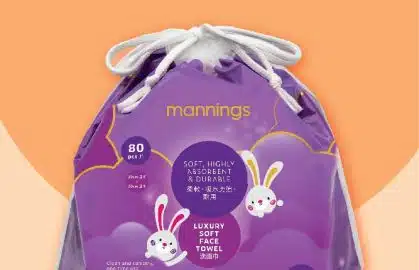 mannings
80
pcs 片
SOFT, HIGHLY
ABSORBENT
& DURABLE
柔軟・吸水力強・
耐用
LUXURY
SOFT
FACE
TOWEL
洗面巾